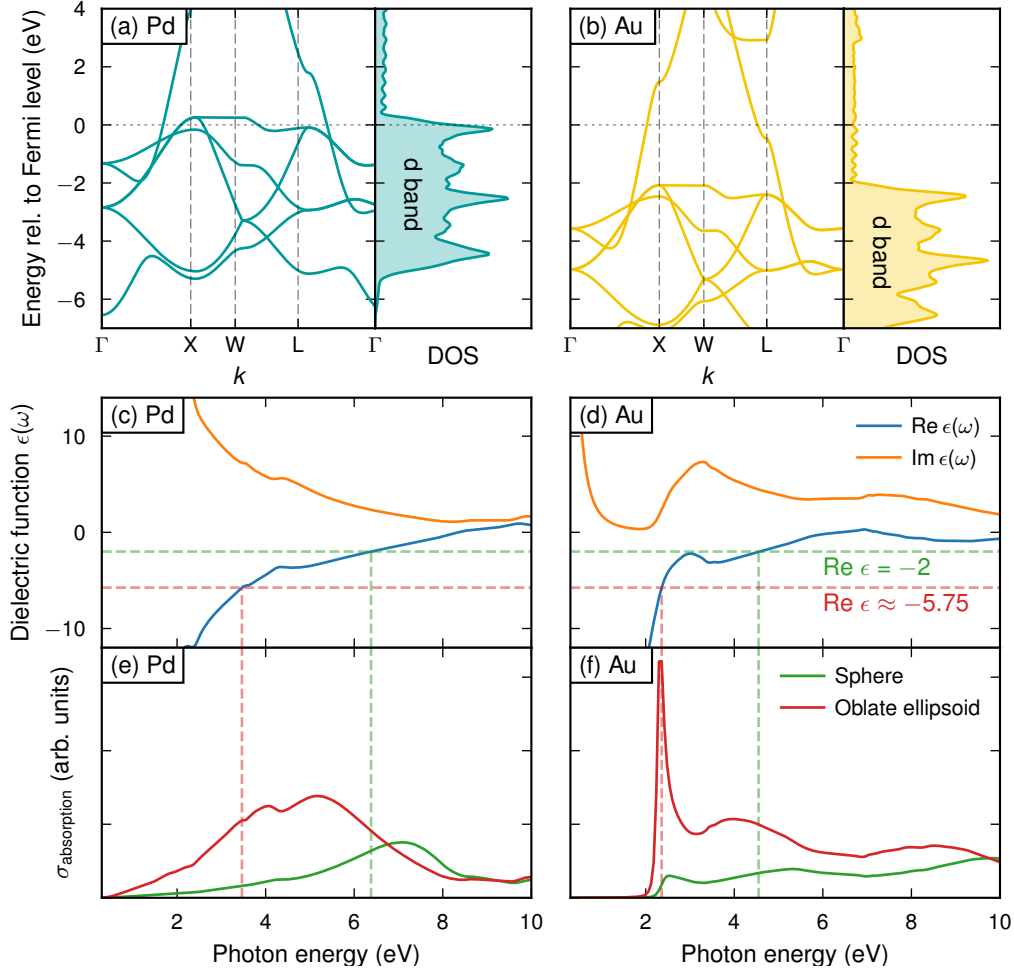 (a) Pd
(b) Au
Energy rel. to Fermi level (eV)
4
2
0
−2
−4
−6
d band
d band
Γ
X
W
L
Γ
DOS
k
Γ
X
W
L
Γ
DOS
k
(c) Pd
(d) Au
Dielectric function ϵ(ω)
10
0
−10
Re ϵ(ω)
Im ϵ(ω)
Re ϵ = −2
Re ϵ ≈ −5.75
(e) Pd
(f) Au
σabsorption (arb. units)
Sphere
Oblate ellipsoid
2
4
6
8
10
2
4
6
8
10
Photon energy (eV)
Photon energy (eV)